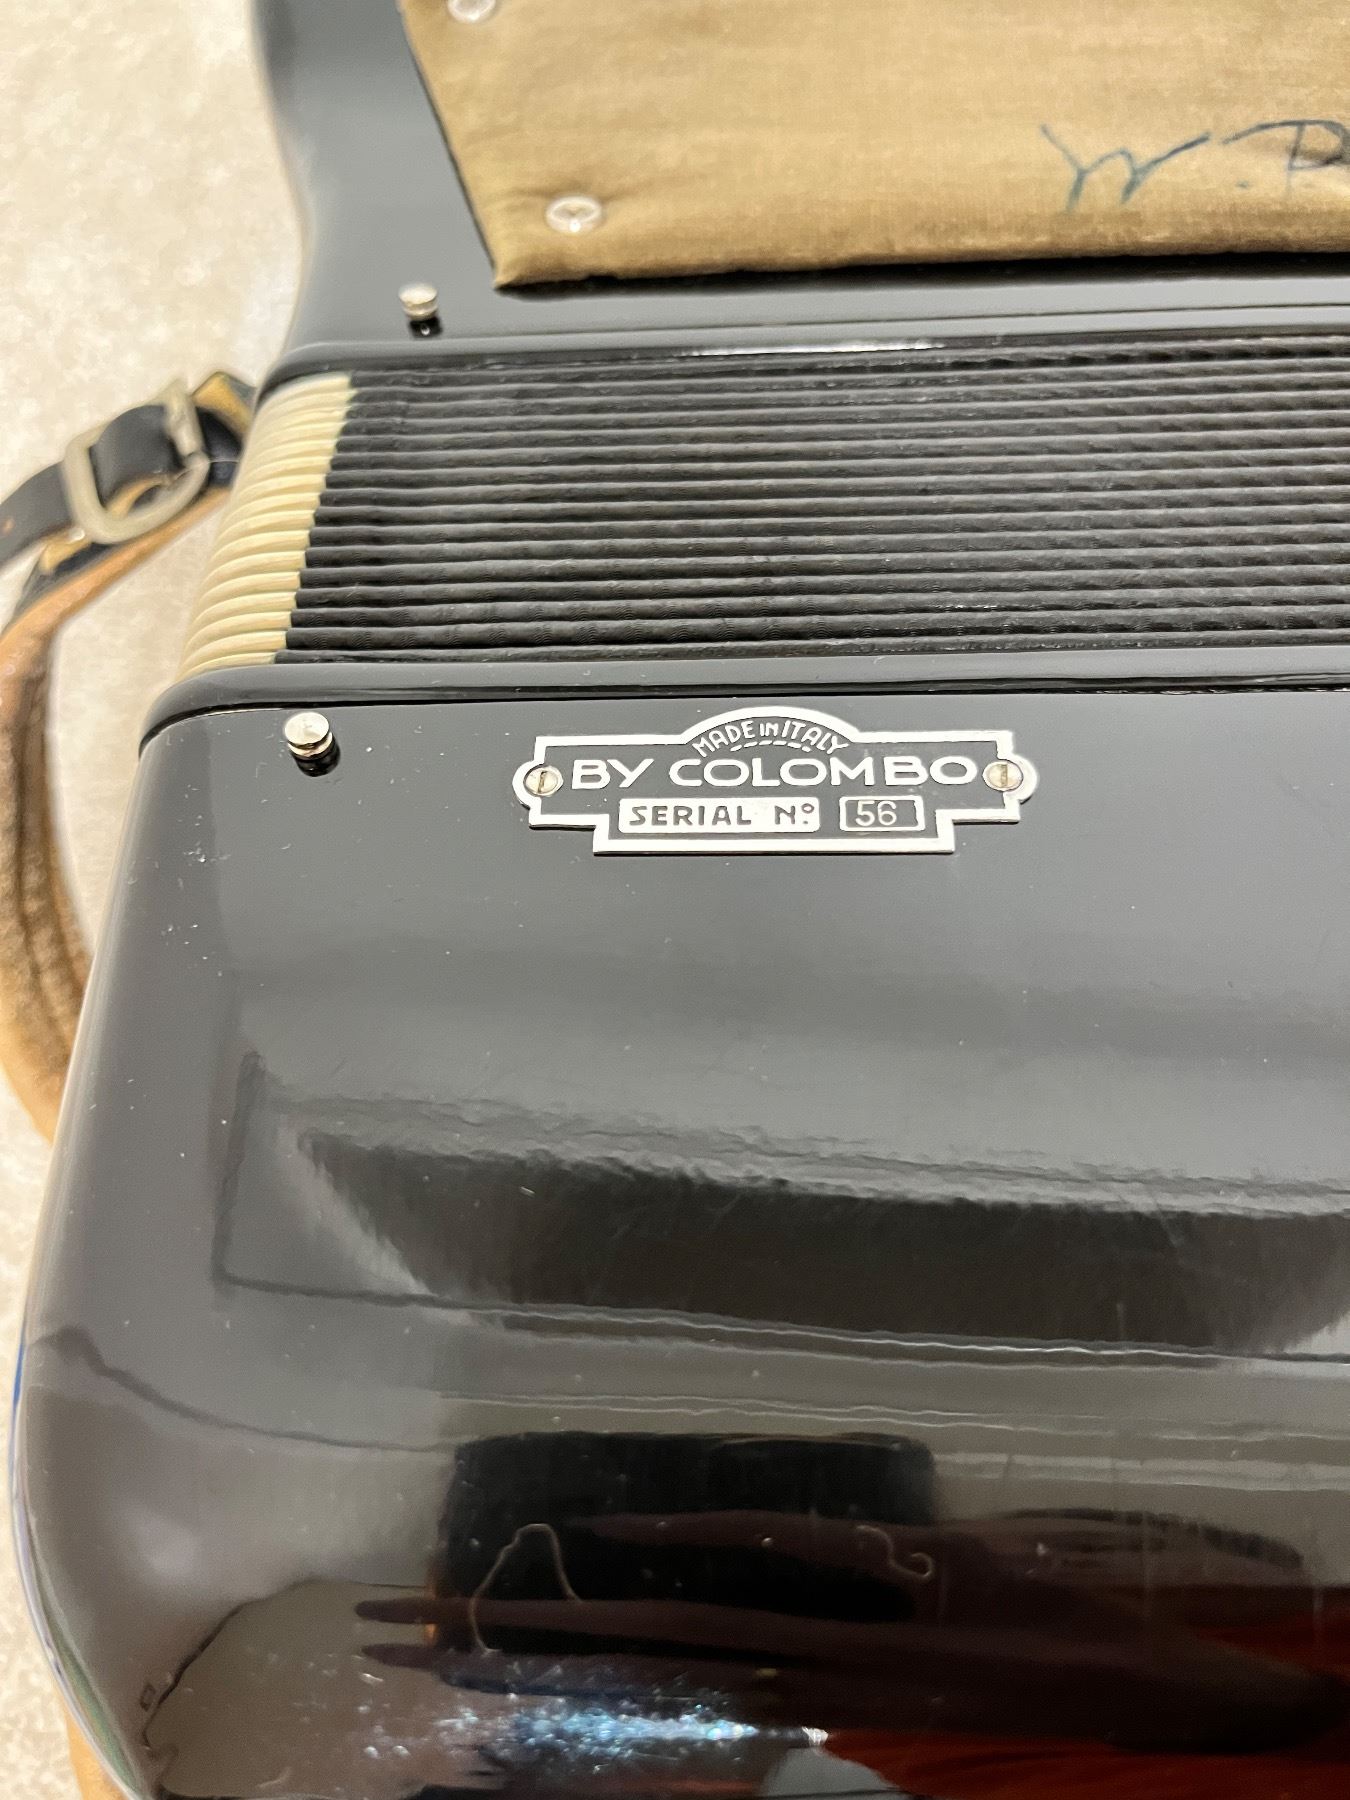 W. P
MADE IN ITALY
BY COLOMBO
SERIAL Nº 56